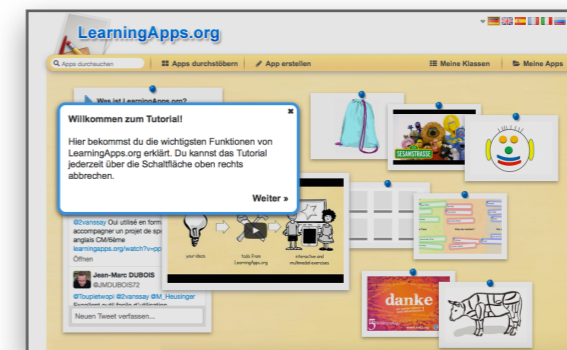 LearningApps.org
Apps durchsuchen
Apps durchstöbern
App erstellen
Meine Klassen
Meine Apps
Was ist LearningApps.org?
Willkommen zum Tutorial!
Hier bekommst du die wichtigsten Funktionen von
LearningApps.org erklärt. Du kannst das Tutorial
jederzeit über die Schaltfläche oben rechts
abbrechen.
Weiter »
SESAMSTRASSE
@2vanssay Oui utilisé en form
accompagner un projet de
anglais CM/6ème
learningapps.org/watch?v=pp
Öffnen
your ideas
tools from
LearningApps.org
interactive and
multimedial exercises
Jean-Marc DUBOIS
@JMDUBOIS72
@Toupietwopi @2vanssay @M_Heusinger
Neuen Tweet verfassen...
danke
5